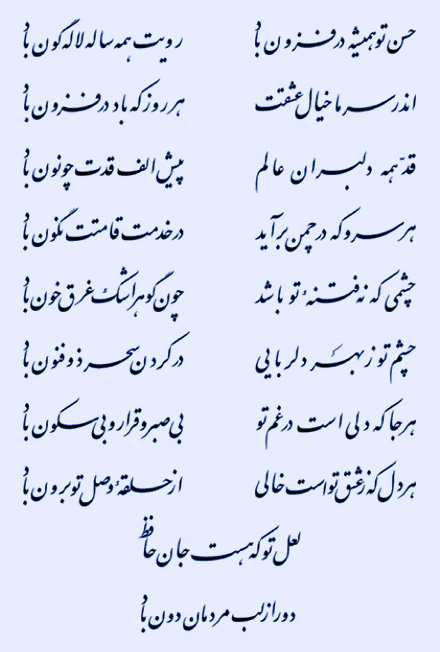 حسن تو همیشه در فزون باد رویت همه ساله لاله گون باد
اندر سر ما خیال عشقت هر روز که باد در فزون باد
قد همه دلبران عالم پیش الف قدت چو نون باد
هر سرو که در چمن برآید در خدمت قامتت نگون باد
چشمی که نه فتنهٔ تو باشد چون گوهر اشک غرق خون باد
چشم تو ز بهر دلربایی در کردن سحر ذوفنون باد
هر جا که دلی است در غم تو بی صبر و قرار و بی سکون باد
هر دل که ز عشق تو است خالی از حلقهٔ وصل تو برون باد
لعل تو که هست جان حافظ
دور از لب مردمان دون باد